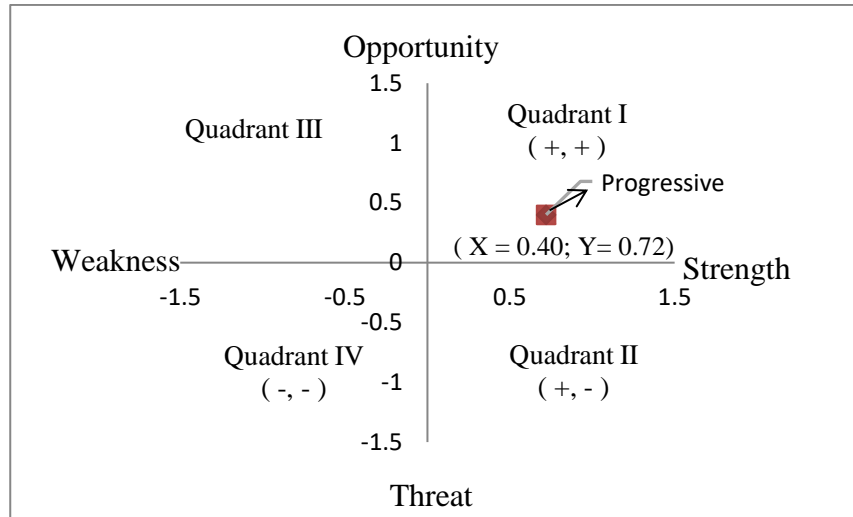 Opportunity
1.5
Quadrant III
Quadrant I
( +, + )
1
Progressive
0.5
( X = 0.40; Y= 0.72)
Weakness
0
Strength
-1.5
-0.5
0.5
1.5
-0.5
Quadrant IV
( -, - )
Quadrant II
( +, - )
-1
-1.5
Threat